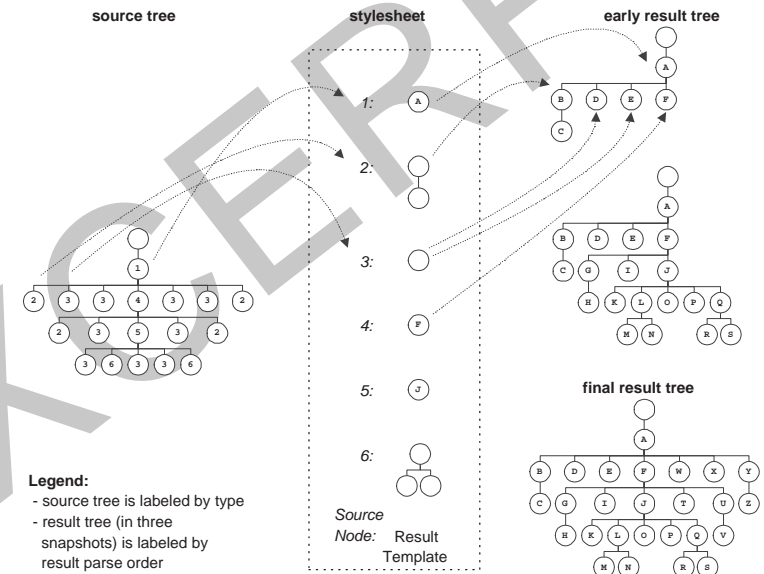 source tree
stylesheet
early result tree
1: A
2:
3:
4: F
5: J
6:
Source
Node: Result
Template
1
2 3 3 4 3 3 2
2 3 5 3 2
3 6 3 3 6
A
B D E F
C
A
B D E F
C G I J
H K L O P Q
M N R S
final result tree
A
B D E F W X Y
C G I J T U Z
H K L O P Q V
M N R S
Legend:
- source tree is labeled by type
- result tree (in three
snapshots) is labeled by
result parse order